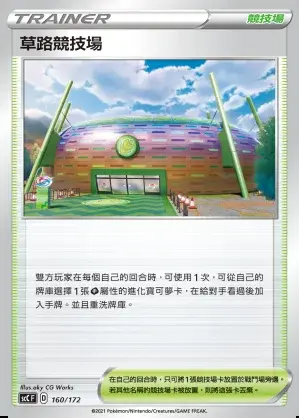 TRAINER
競技場
草路競技場
雙方玩家在每個自己的回合時,可使用1次,可從自己的
牌庫選擇1張屬性的進化寶可夢卡,在給對手看過後加
入手牌。並且重洗牌庫。
Illus.aky CG Works
SCC F D 160/172
在自己的回合時,只可將1張競技場卡放置於戰鬥場旁邊。
若其他名稱的競技場卡被放置,則將這張卡丟棄。
©2021 Pokémon/Nintendo/Creatures/GAME FREAK.